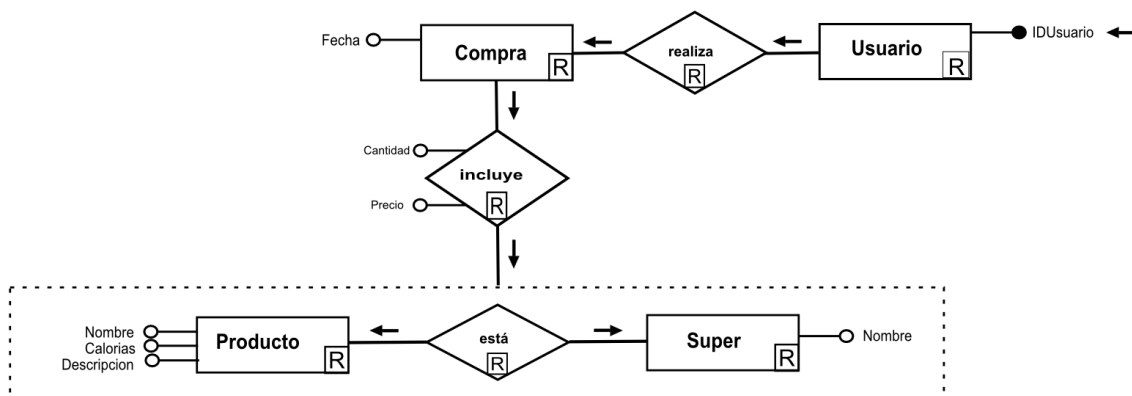 Fecha
Compra
R
realiza
R
Usuario
R
IDUsuario
Cantidad
incluye
Precio
R
Nombre
Calorias
Descripcion
Producto
R
está
R
Super
R
Nombre